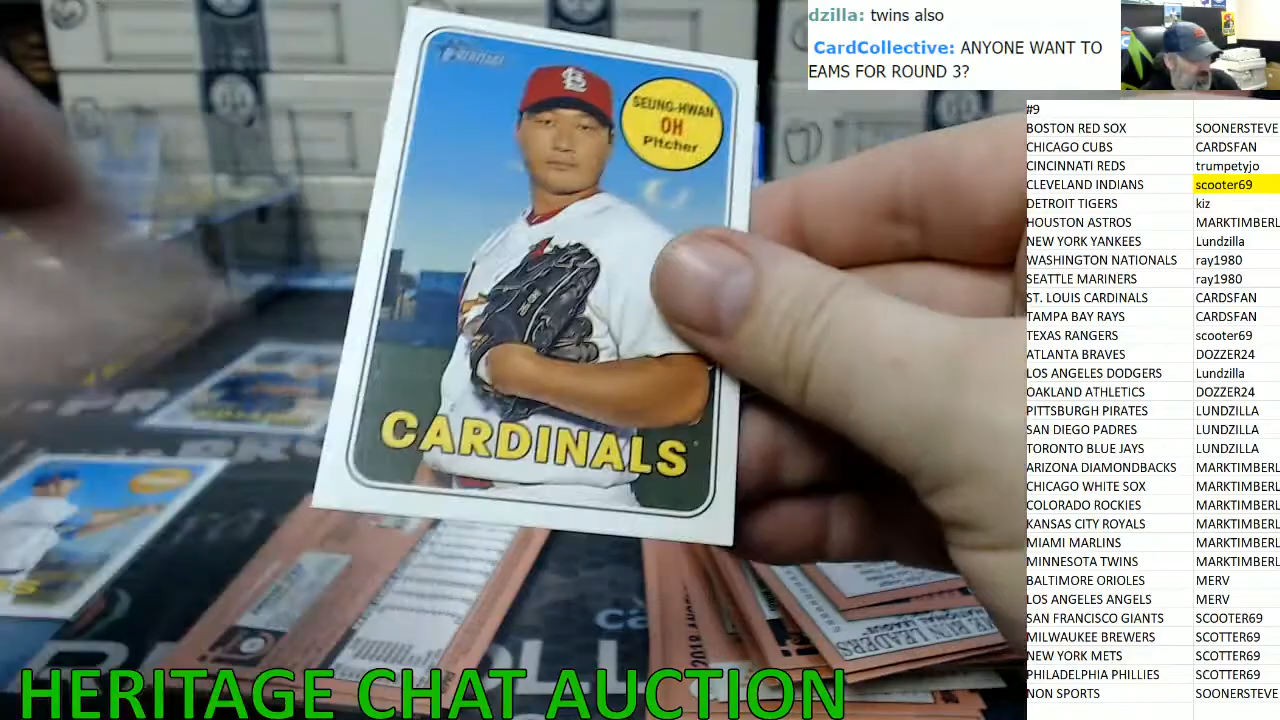 dzilla: twins also
CardCollective: ANYONE WANT TO
EAMS FOR ROUND 3?
HERITAGE
SEUNG-HWAN
OH
Pitcher
CARDINALS
#9
BOSTON RED SOX SOONERSTEVE
CHICAGO CUBS CARDSFAN
CINCINNATI REDS trumpetyjo
CLEVELAND INDIANS scooter69
DETROIT TIGERS kiz
HOUSTON ASTROS MARKTIMBERL
NEW YORK YANKEES Lundzilla
WASHINGTON NATIONALS ray1980
SEATTLE MARINERS ray1980
ST. LOUIS CARDINALS CARDSFAN
TAMPA BAY RAYS CARDSFAN
TEXAS RANGERS scooter69
ATLANTA BRAVES DOZZER24
LOS ANGELES DODGERS Lundzilla
OAKLAND ATHLETICS DOZZER24
PITTSBURGH PIRATES LUNDZILLA
SAN DIEGO PADRES LUNDZILLA
TORONTO BLUE JAYS LUNDZILLA
ARIZONA DIAMONDBACKS MARKTIMBERL
CHICAGO WHITE SOX MARKTIMBERL
COLORADO ROCKIES MARKTIMBERL
KANSAS CITY ROYALS MARKTIMBERL
MIAMI MARLINS MARKTIMBERL
MINNESOTA TWINS MARKTIMBERL
BALTIMORE ORIOLES MERV
LOS ANGELES ANGELS MERV
SAN FRANCISCO GIANTS SCOOTER69
MILWAUKEE BREWERS SCOTTER69
NEW YORK METS SCOTTER69
PHILADELPHIA PHILLIES SCOTTER69
NON SPORTS SOONERSTEVE
LEADERS
HERITAGE CHAT AUCTION